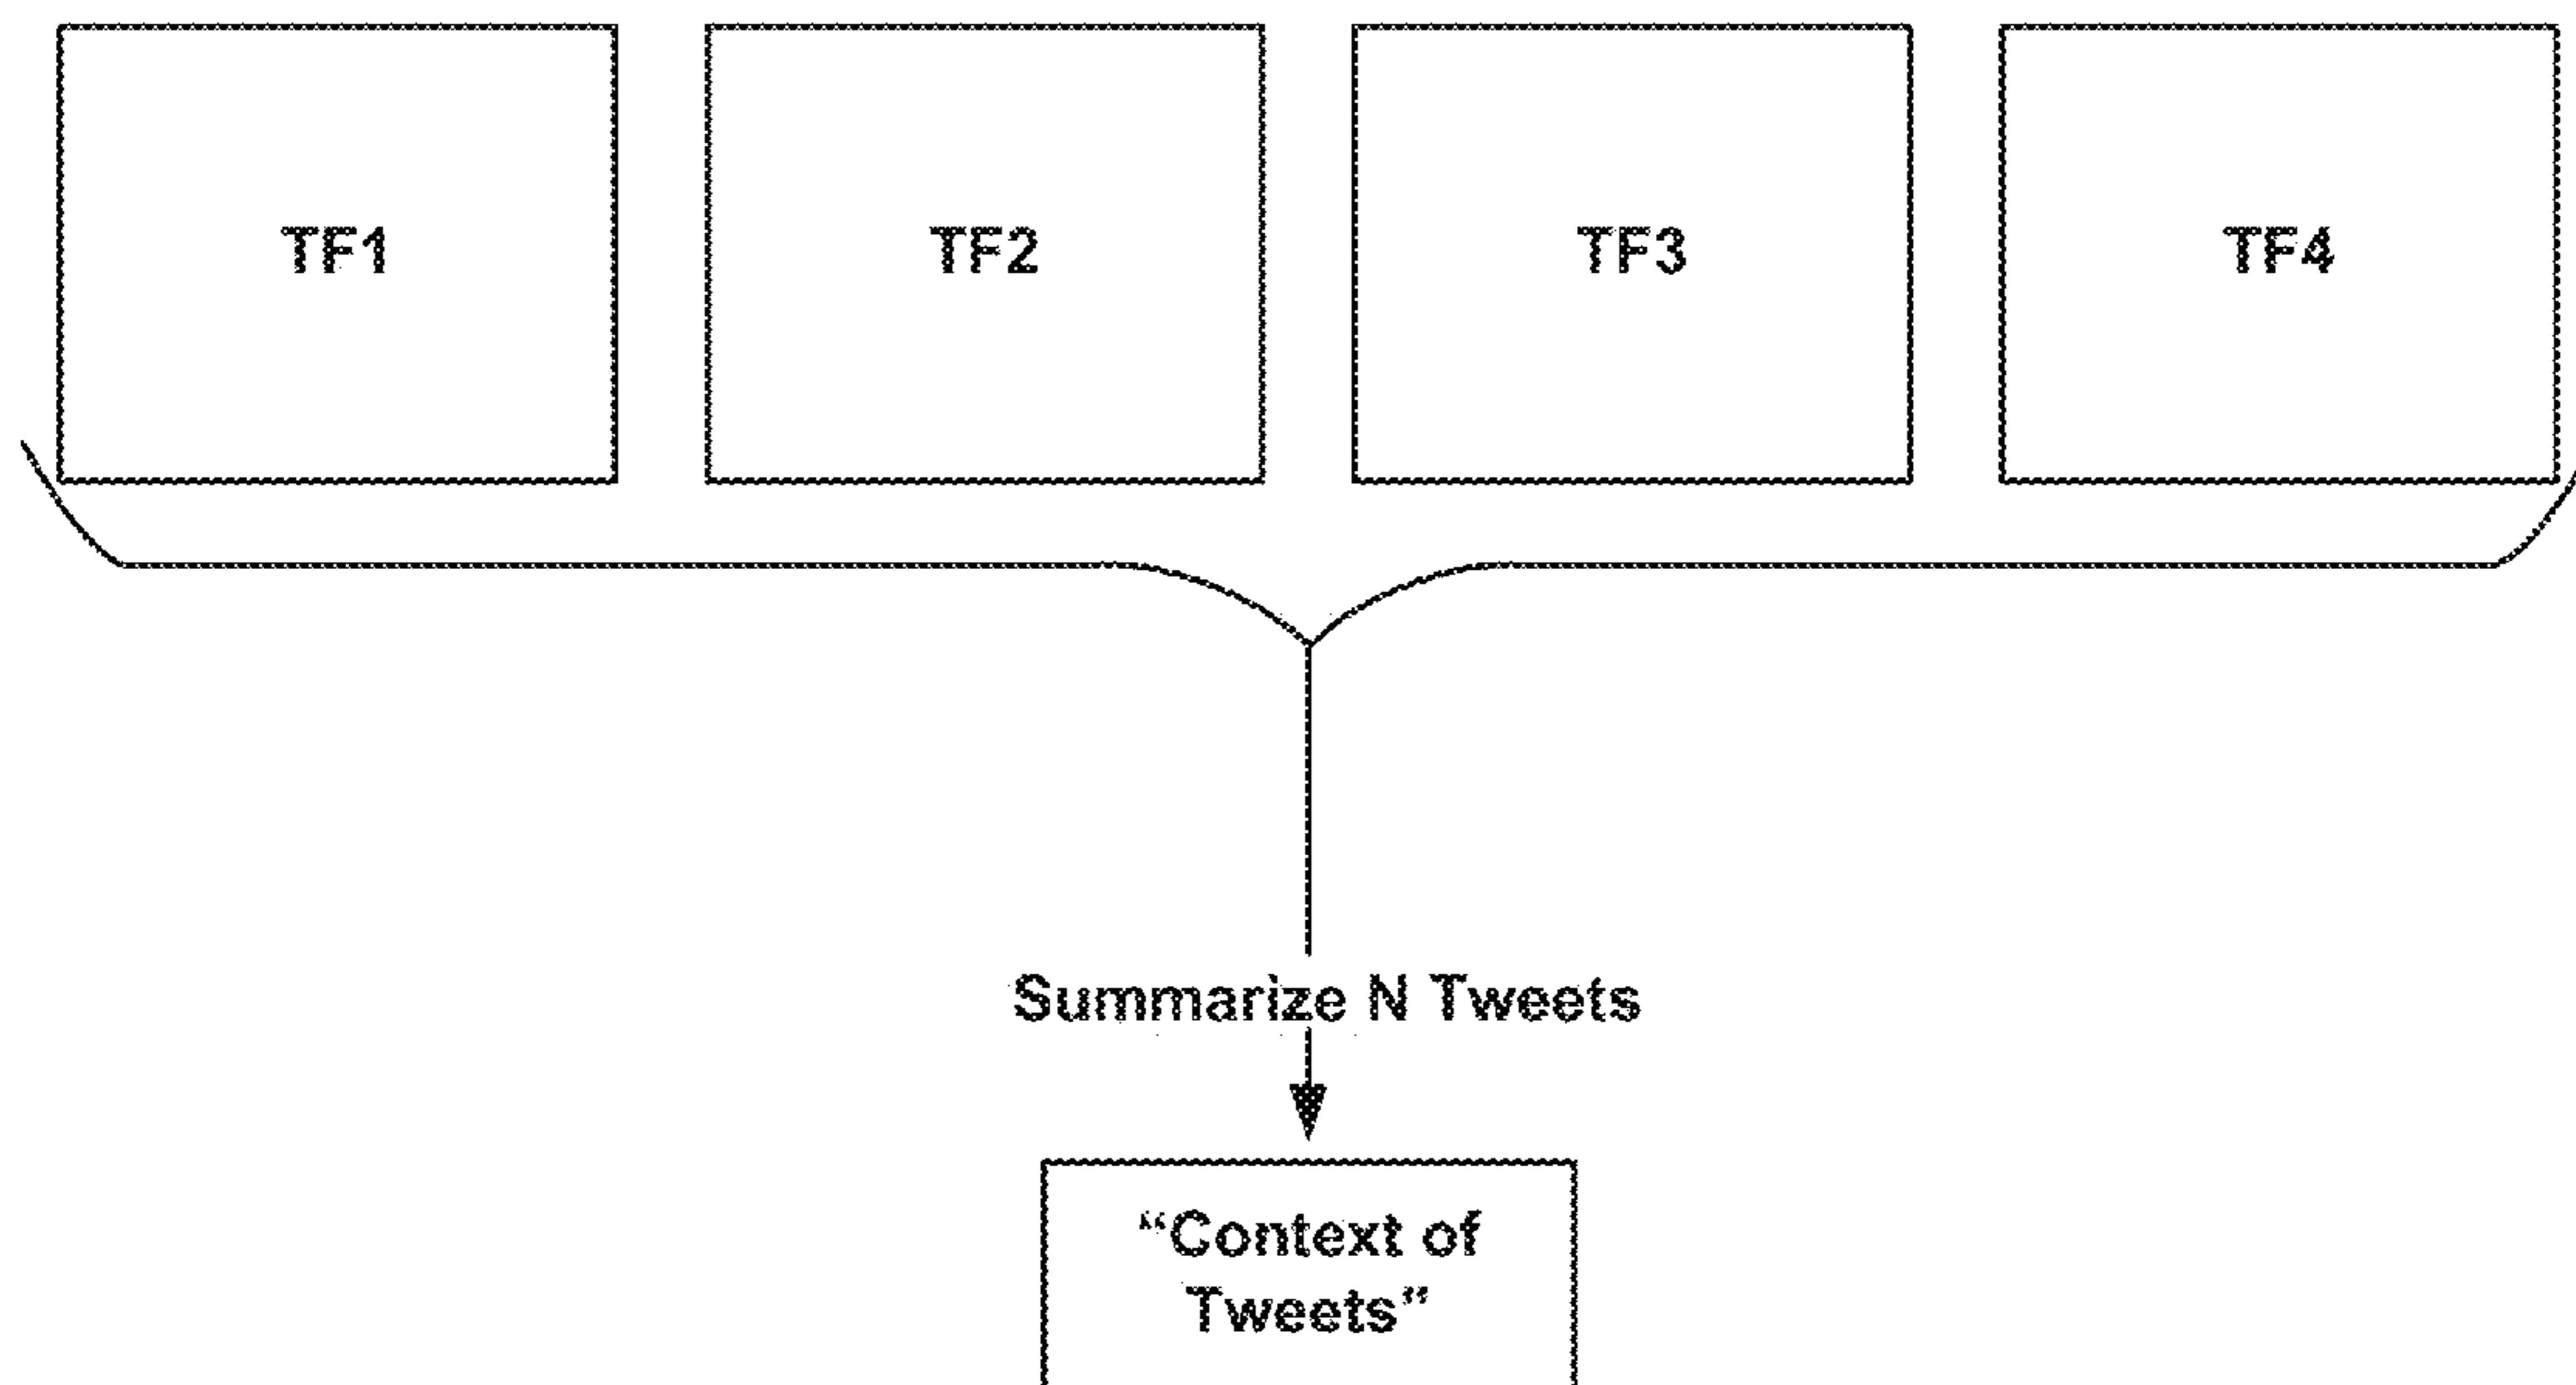 TF1
TF2
TF3
TF4
Summarize N Tweets
“Context of
Tweets”